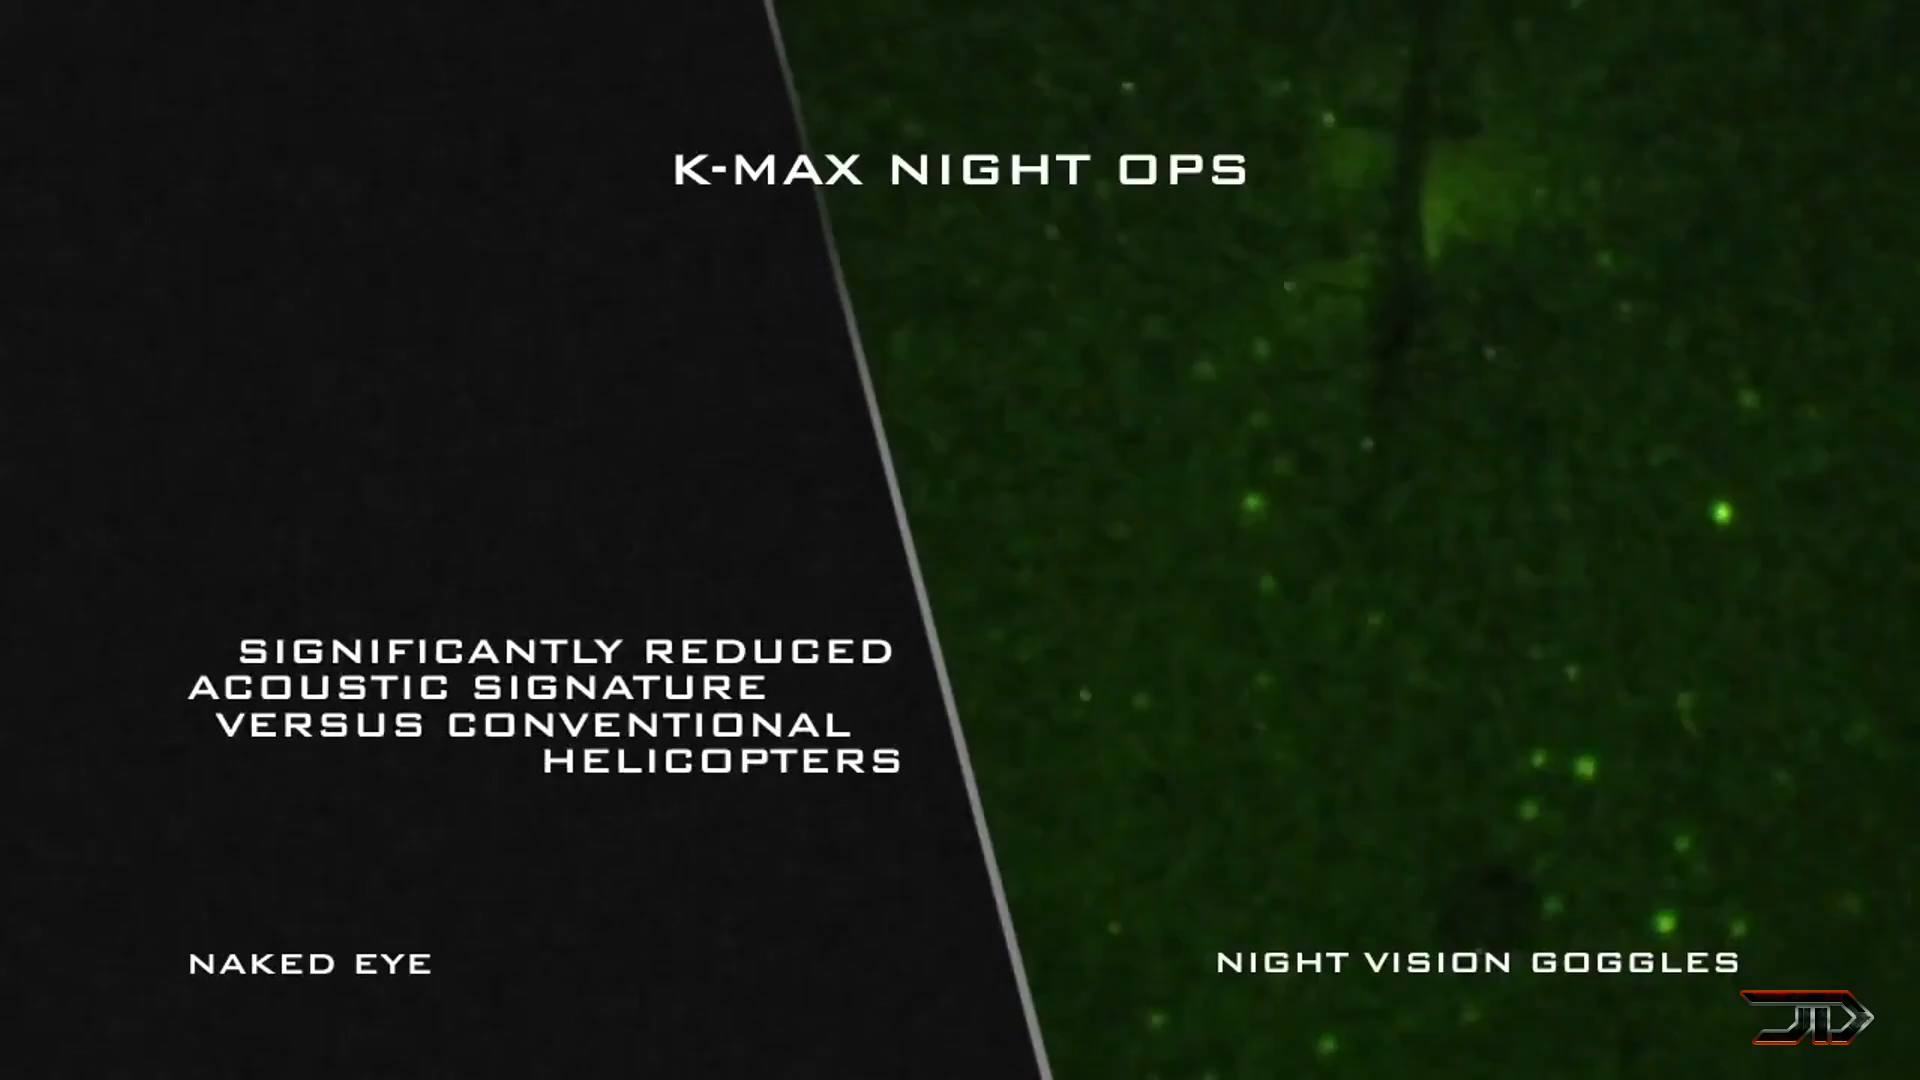 K-MAX NIGHT OPS
SIGNIFICANTLY REDUCED
ACOUSTIC SIGNATURE
VERSUS CONVENTIONAL
HELICOPTERS
NAKED EYE
NIGHT VISION GOGGLES